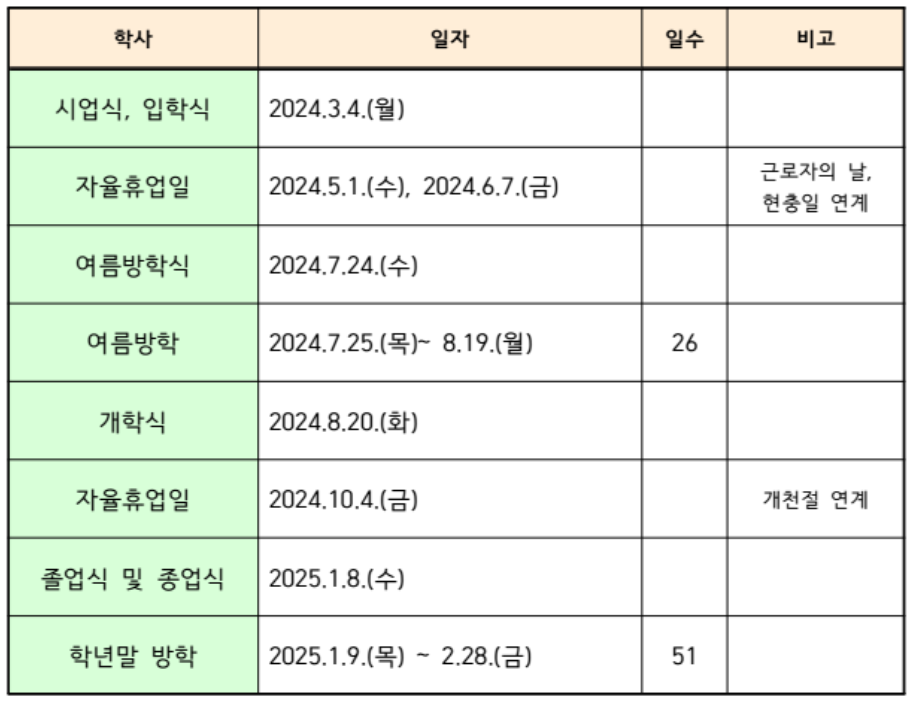 학사 일자 일수 비고
시업식, 입학식 2024.3.4.(월)
자율휴업일 2024.5.1.(수), 2024.6.7.(금) 근로자의 날,
현충일 연계
여름방학식 2024.7.24.(수)
여름방학 2024.7.25.(목)~ 8.19.(월) 26
개학식 2024.8.20.(화)
자율휴업일 2024.10.4.(금) 개천절 연계
졸업식 및 종업식 2025.1.8.(수)
학년말 방학 2025.1.9.(목) ~ 2.28.(금) 51